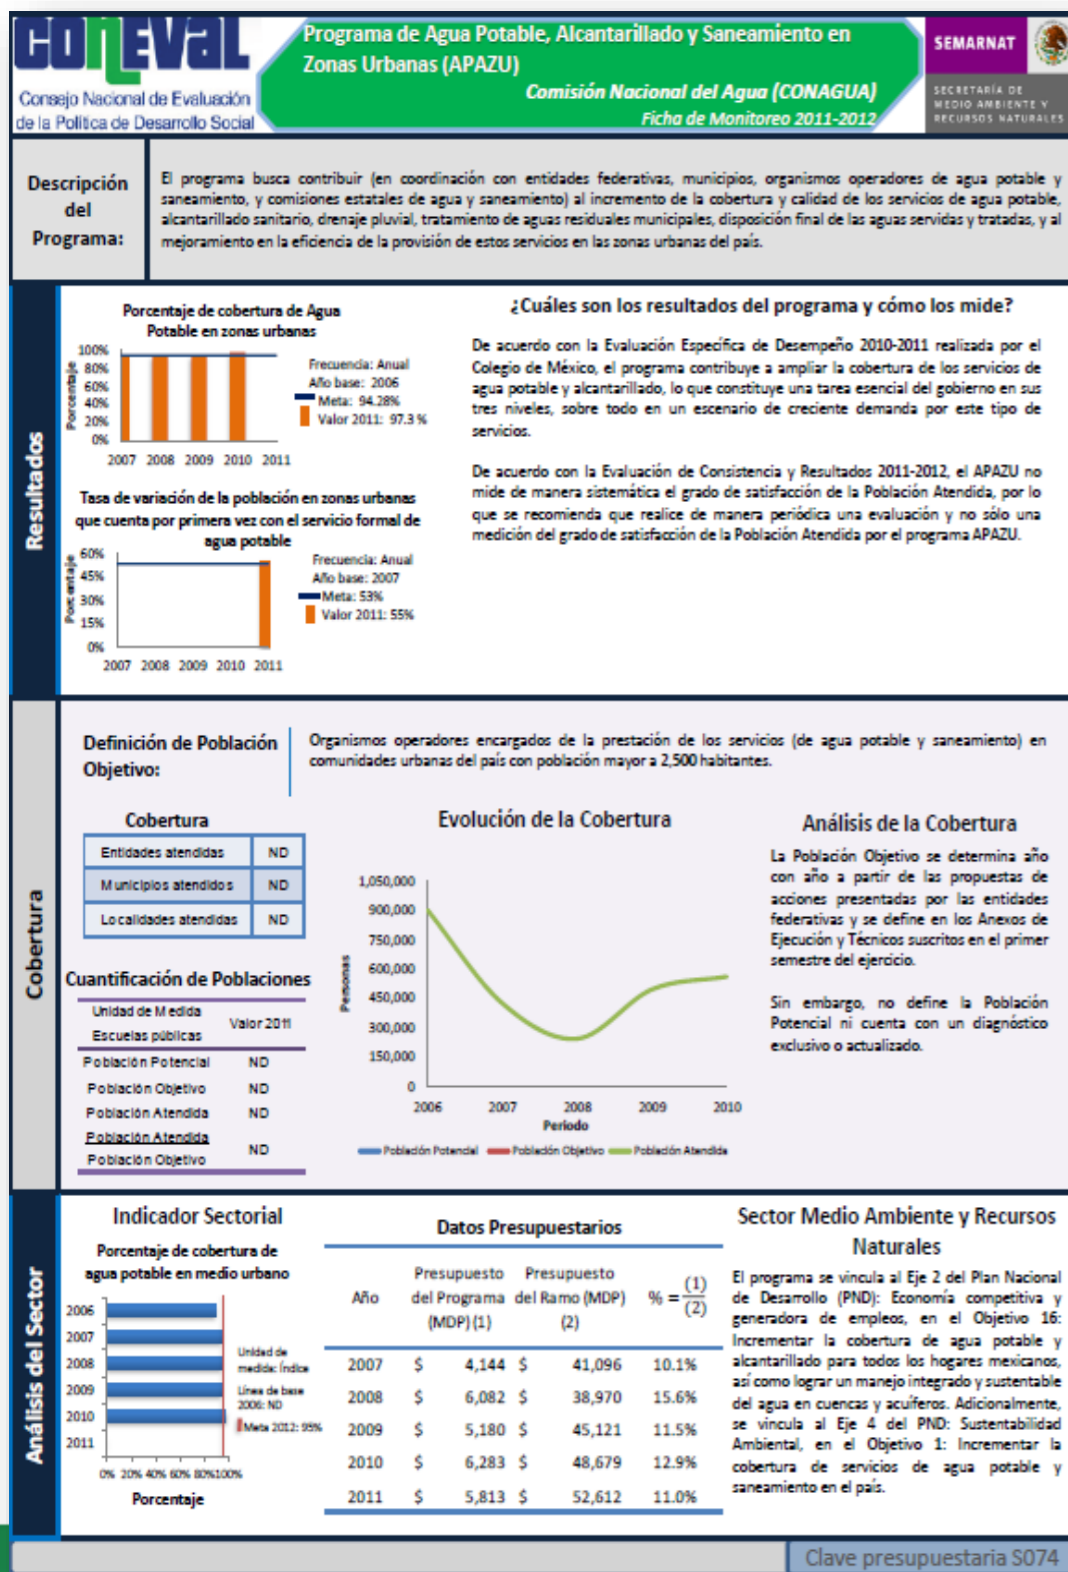 coneval
Consejo Nacional de Evaluación
de la Política de Desarrollo Social
Programa de Agua Potable, Alcantarillado y Saneamiento en
Zonas Urbanas (APAZU)
Comisión Nacional del Agua (CONAGUA)
Ficha de Monitoreo 2011-2012
SEMARNAT
SECRETARÍA DE
MEDIO AMBIENTE Y
RECURSOS NATURALES
Descripción
del
Programa:
El programa busca contribuir (en coordinación con entidades federativas, municipios, organismos operadores de agua potable y
saneamiento, y comisiones estatales de agua y saneamiento) al incremento de la cobertura y calidad de los servicios de agua potable,
alcantarillado sanitario, drenaje pluvial, tratamiento de aguas residuales municipales, disposición final de las aguas servidas y tratadas, y al
mejoramiento en la eficiencia de la provisión de estos servicios en las zonas urbanas del país.
Resultados
Porcentaje de cobertura de Agua
Potable en zonas urbanas
Porcentaje
100%
80%
60%
40%
20%
0%
2007 2008 2009 2010 2011
Frecuencia: Anual
Año base: 2006
Meta: 94.28%
Valor 2011: 97.3 %
Tasa de variación de la población en zonas urbanas
que cuenta por primera vez con el servicio formal de
agua potable
Porcentaje
60%
45%
30%
15%
0%
2007 2008 2009 2010 2011
Frecuencia: Anual
Año base: 2007
Meta: 53%
Valor 2011: 55%
¿Cuáles son los resultados del programa y cómo los mide?
De acuerdo con la Evaluación Específica de Desempeño 2010-2011 realizada por el
Colegio de México, el programa contribuye a ampliar la cobertura de los servicios de
agua potable y alcantarillado, lo que constituye una tarea esencial del gobierno en sus
tres niveles, sobre todo en un escenario de creciente demanda por este tipo de
servicios.
De acuerdo con la Evaluación de Consistencia y Resultados 2011-2012, el APAZU no
mide de manera sistemática el grado de satisfacción de la Población Atendida, por lo
que se recomienda que realice de manera periódica una evaluación y no sólo una
medición del grado de satisfacción de la Población Atendida por el programa APAZU.
Cobertura
Definición de Población
Objetivo:
Organismos operadores encargados de la prestación de los servicios (de agua potable y saneamiento) en
comunidades urbanas del país con población mayor a 2,500 habitantes.
Cobertura
Entidades atendidas ND
Municipios atendidos ND
Localidades atendidas ND
Cuantificación de Poblaciones
Unidad de Medida
Escuelas públicas
Valor 2011
Población Potencial ND
Población Objetivo ND
Población Atendida ND
Población Atendida
Población Objetivo
ND
Evolución de la Cobertura
Personas
1,050,000
900,000
750,000
600,000
450,000
300,000
150,000
0
2006 2007 2008 2009 2010
Periodo
Población Potencial Población Objetivo Población Atendida
Análisis de la Cobertura
La Población Objetivo se determina año
con año a partir de las propuestas de
acciones presentadas por las entidades
federativas y se define en los Anexos de
Ejecución y Técnicos suscritos en el primer
semestre del ejercicio.
Sin embargo, no define la Población
Potencial ni cuenta con un diagnóstico
exclusivo o actualizado.
Análisis del Sector
Indicador Sectorial
Porcentaje de cobertura de
agua potable en medio urbano
2006
2007
2008
2009
2010
2011
0% 20% 40% 60% 80%100%
Porcentaje
Unidad de
medida: Índice
Línea de base
2006: ND
Meta 2012: 95%
Datos Presupuestarios
Año Presupuesto del Programa (MDP) (1) Presupuesto del Ramo (MDP) (2) % = (1)/(2)
2007 $ 4,144 $ 41,096 10.1%
2008 $ 6,082 $ 38,970 15.6%
2009 $ 5,180 $ 45,121 11.5%
2010 $ 6,283 $ 48,679 12.9%
2011 $ 5,813 $ 52,612 11.0%
Sector Medio Ambiente y Recursos
Naturales
El programa se vincula al Eje 2 del Plan Nacional
de Desarrollo (PND): Economía competitiva y
generadora de empleos, en el Objetivo 16:
Incrementar la cobertura de agua potable y
alcantarillado para todos los hogares mexicanos,
así como lograr un manejo integrado y sustentable
del agua en cuencas y acuíferos. Adicionalmente,
se vincula al Eje 4 del PND: Sustentabilidad
Ambiental, en el Objetivo 1: Incrementar la
cobertura de servicios de agua potable y
saneamiento en el país.
Clave presupuestaria S074